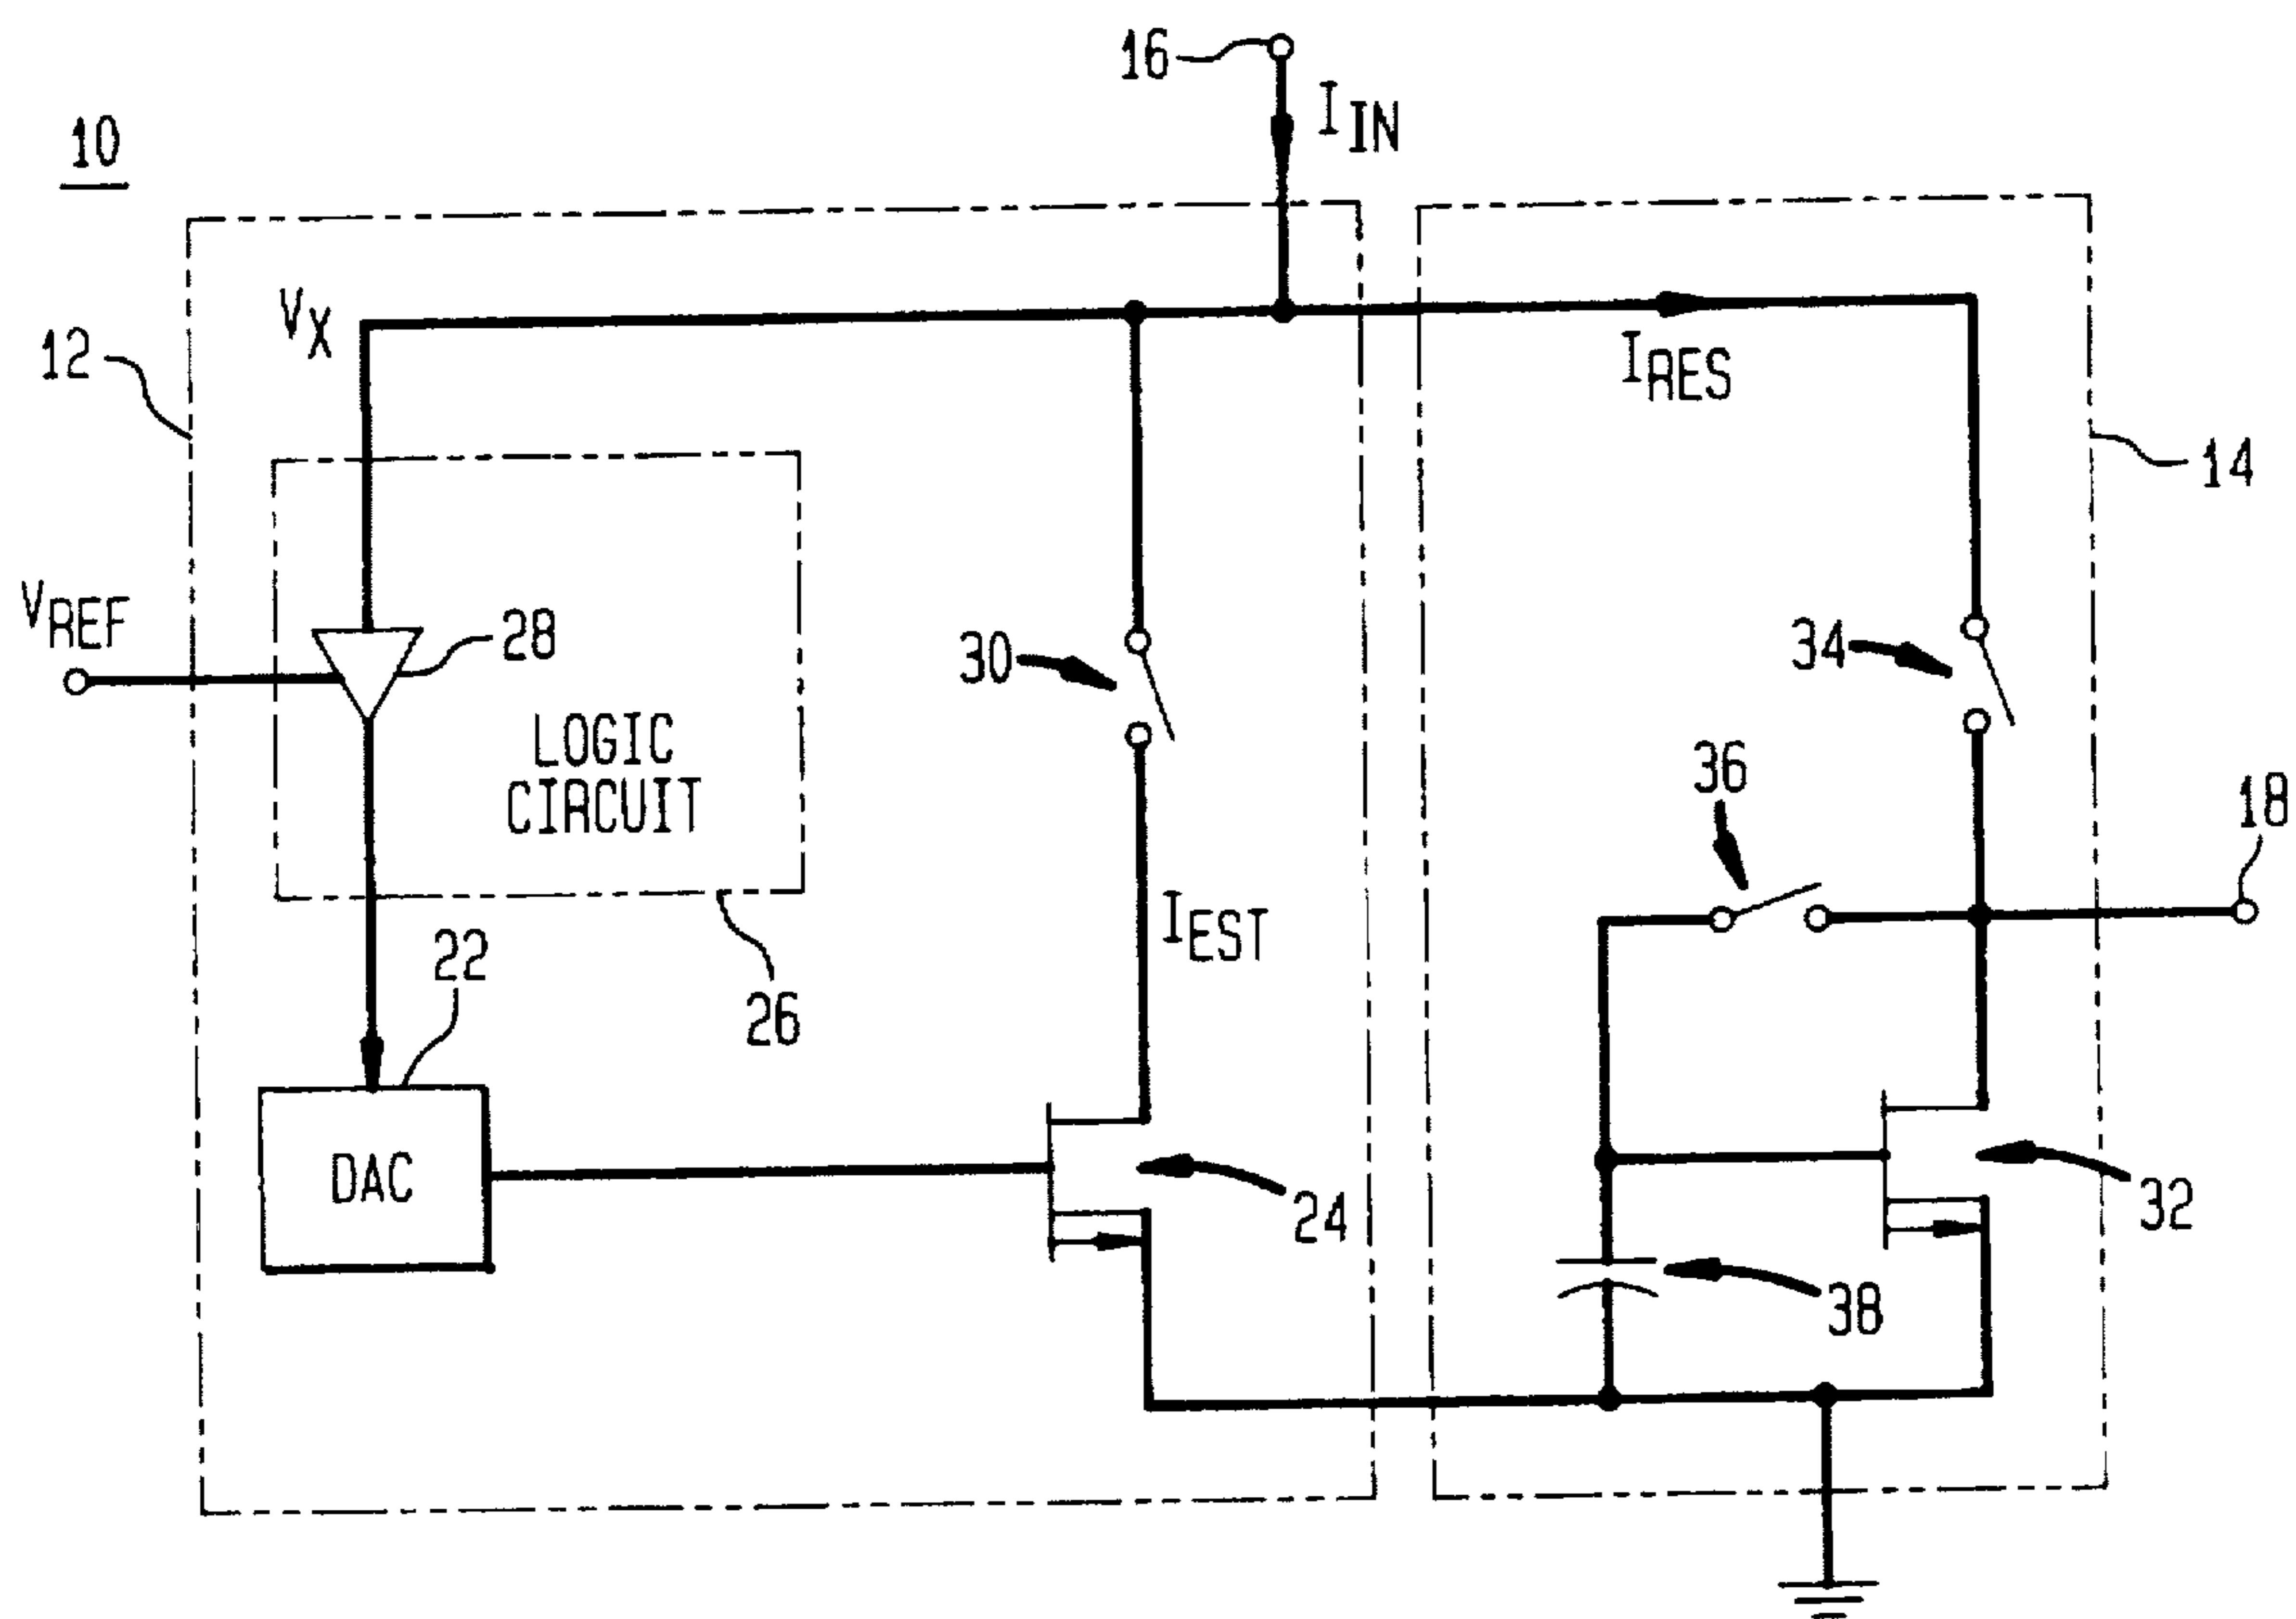 16
I_IN
10
V_X
12
I_RES
14
V_REF
28
30
34
LOGIC
CIRCUIT
36
18
I_EST
22
26
DAC
24
32
38